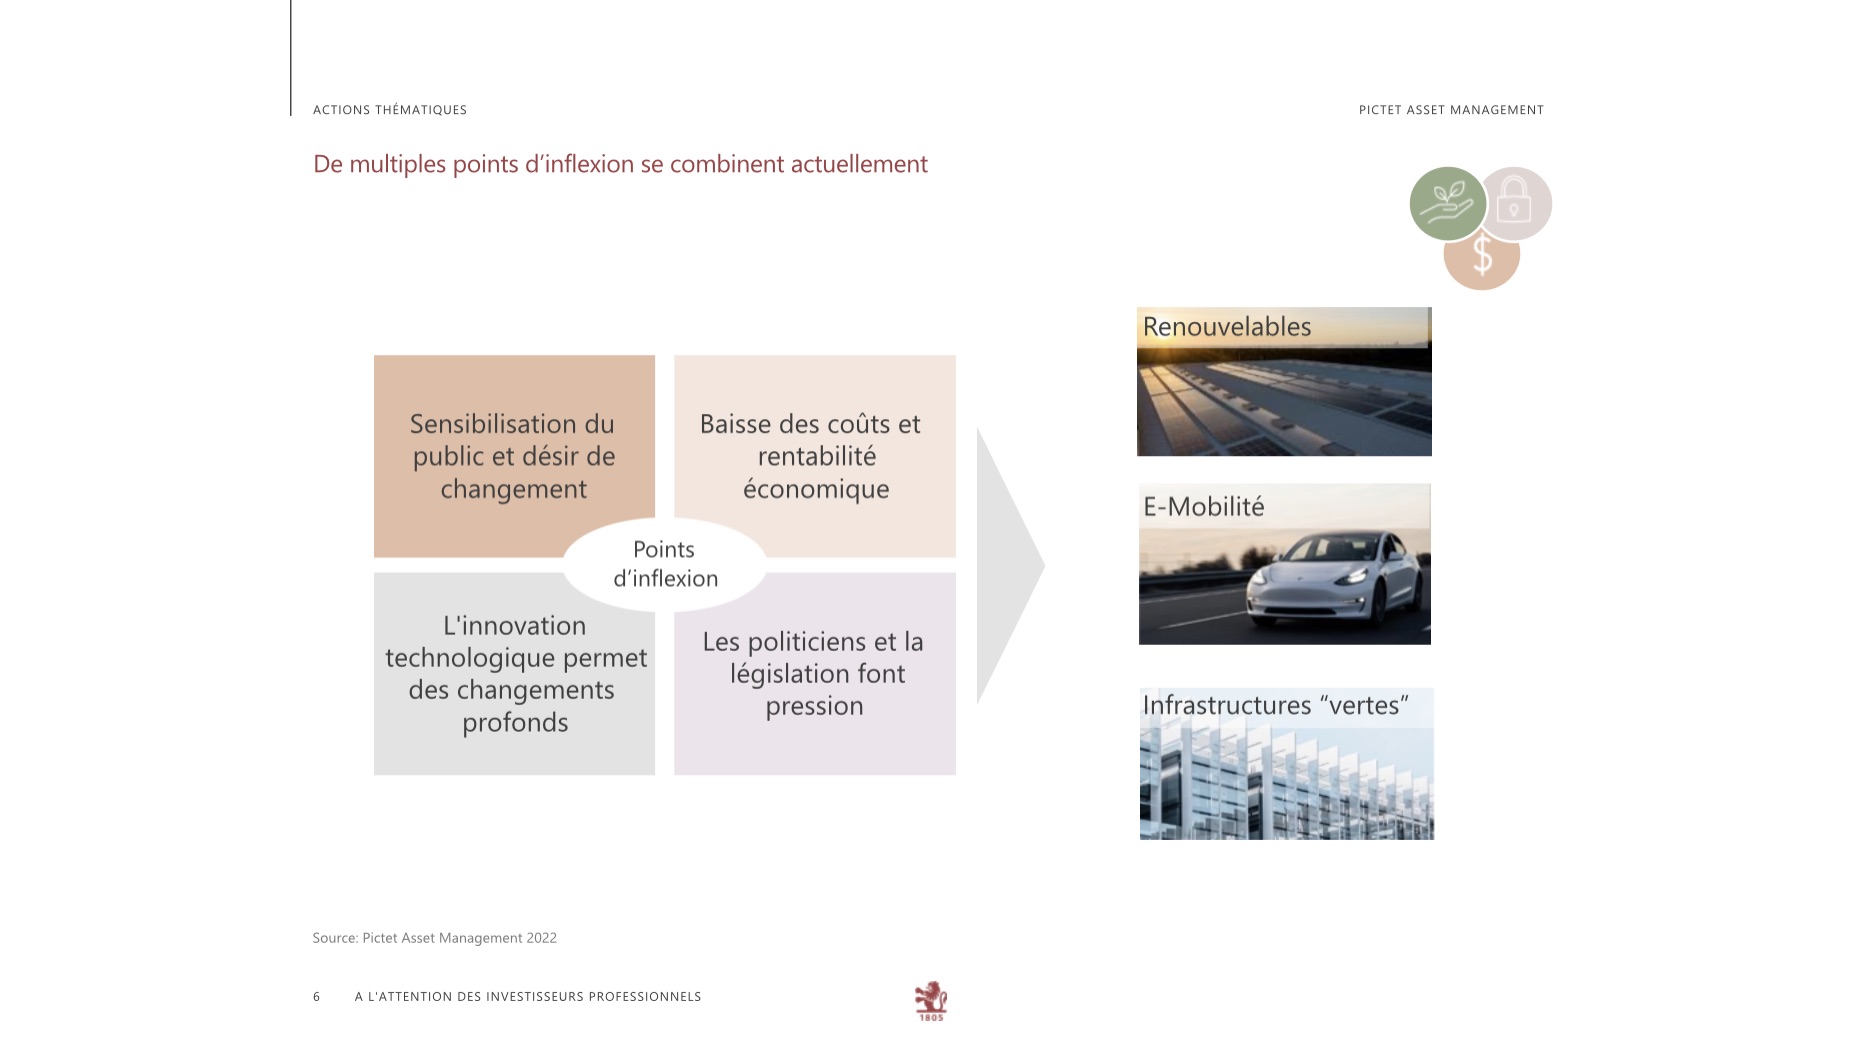 ACTIONS THÉMATIQUES
PICTET ASSET MANAGEMENT
De multiples points d’inflexion se combinent actuellement
$
Sensibilisation du
public et désir de
changement
Baisse des coûts et
rentabilité
économique
Points
d’inflexion
L'innovation
technologique permet
des changements
profonds
Les politiciens et la
législation font
pression
Renouvelables
E-Mobilité
Infrastructures “vertes”
Source: Pictet Asset Management 2022
6 A L'ATTENTION DES INVESTISSEURS PROFESSIONNELS
1805